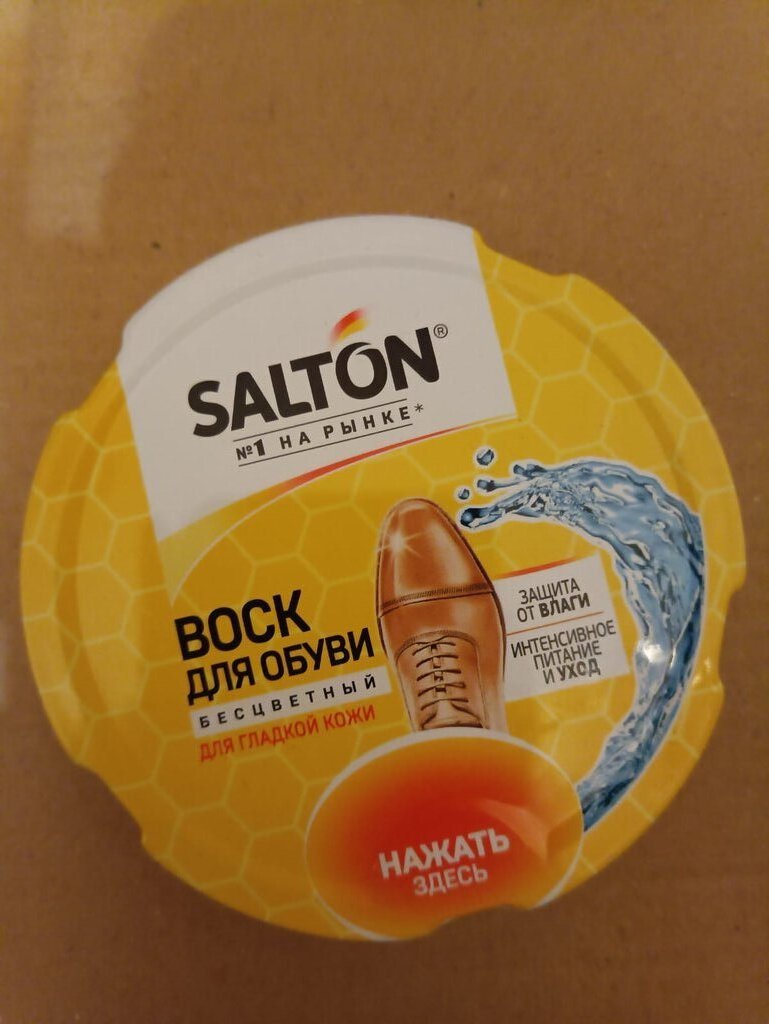 SALTON®
№1 НА РЫНКЕ*
ВОСК
ДЛЯ ОБУВИ
БЕСЦВЕТНЫЙ
ДЛЯ ГЛАДКОЙ КОЖИ
ЗАЩИТА
ОТ ВЛАГИ
ИНТЕНСИВНОЕ
ПИТАНИЕ
И УХОД
НАЖАТЬ
ЗДЕСЬ